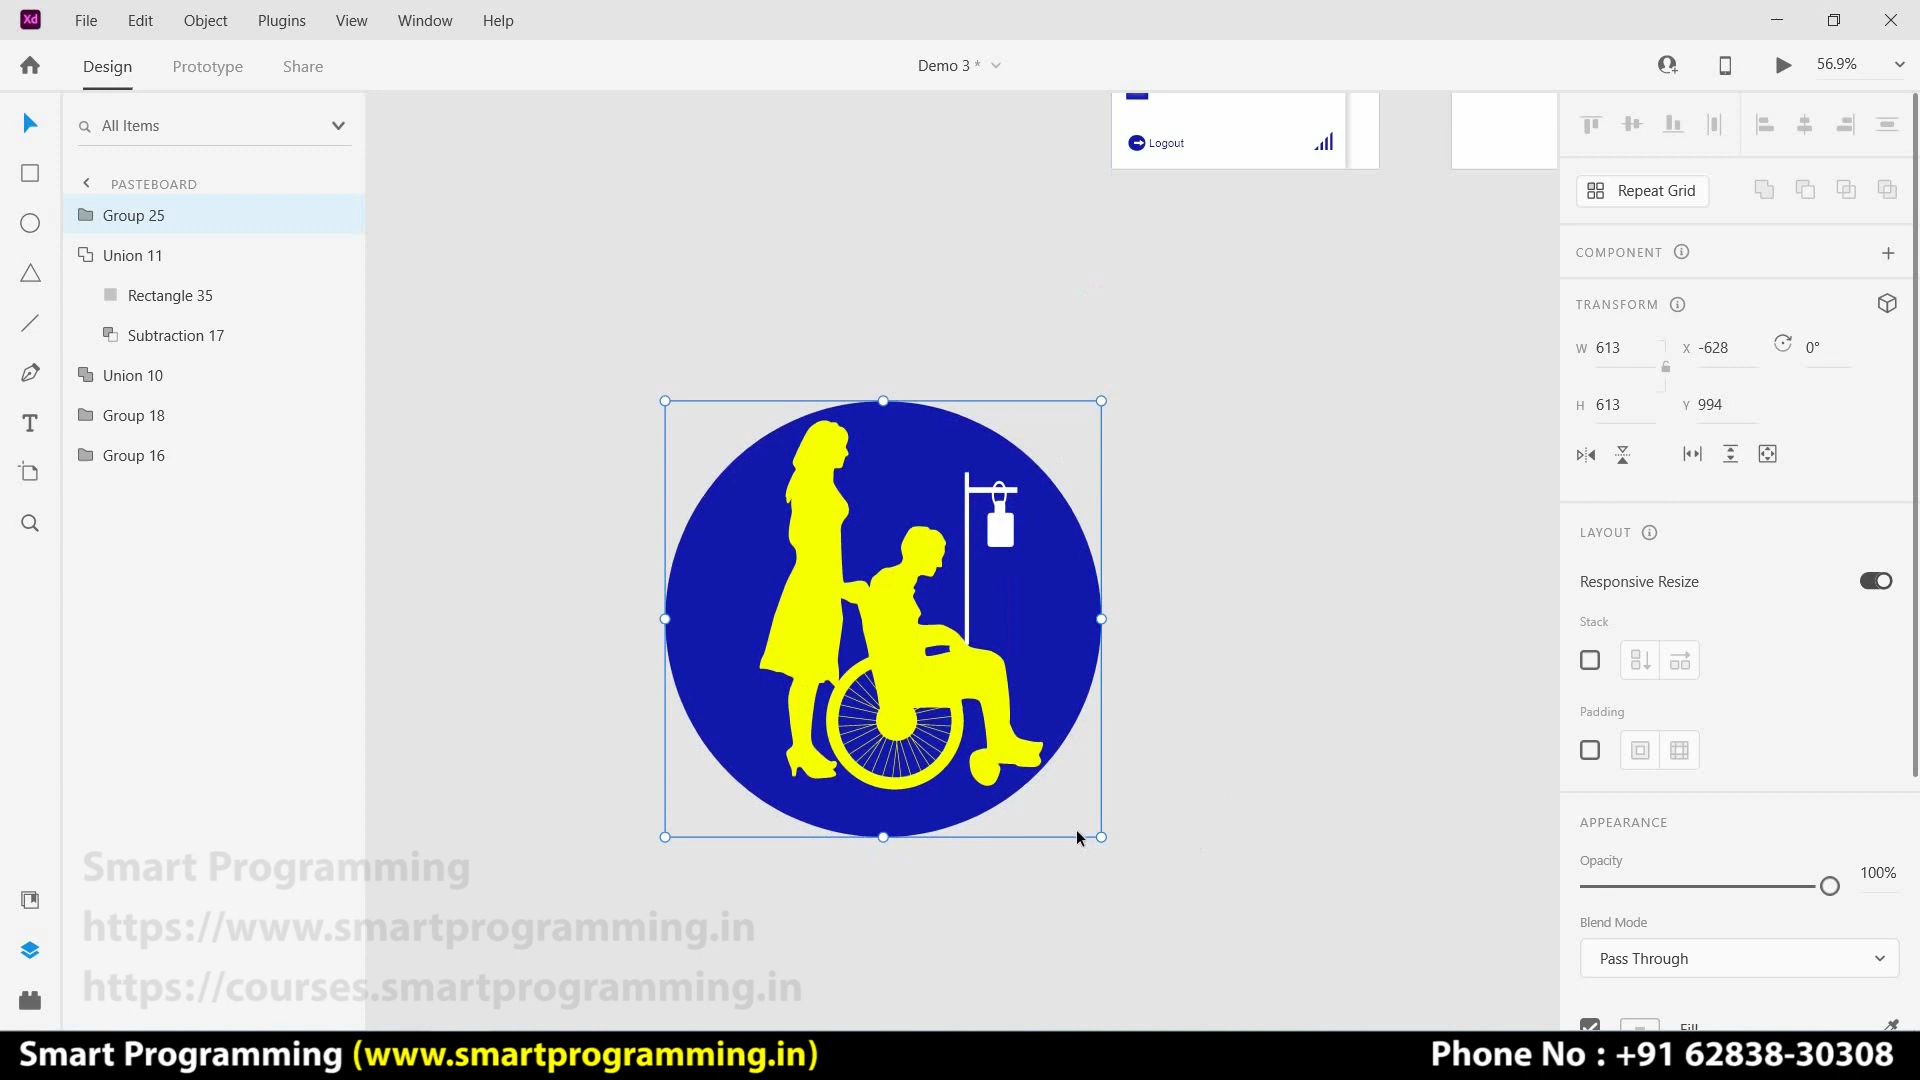 Xd File Edit Object Plugins View Window Help
Design Prototype Share Demo 3 * 56.9%
All Items
PASTEBOARD
Group 25
Union 11
Rectangle 35
Subtraction 17
Union 10
Group 18
Group 16
Logout
Repeat Grid
COMPONENT
TRANSFORM
W 613 X -628 0°
H 613 Y 994
LAYOUT
Responsive Resize
Stack
Padding
APPEARANCE
Opacity
100%
Blend Mode
Pass Through
Fill
Smart Programming
https://www.smartprogramming.in
https://courses.smartprogramming.in
Smart Programming (www.smartprogramming.in) Phone No : +91 62838-30308